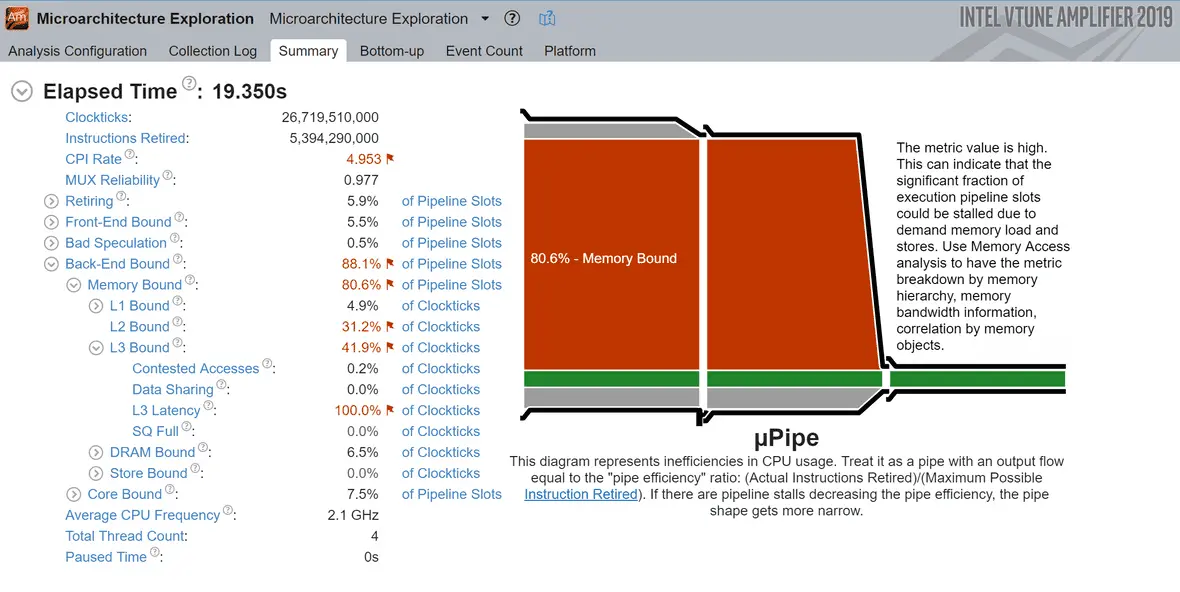 Microarchitecture Exploration Microarchitecture Exploration ?
INTEL VTUNE AMPLIFIER 2019
Analysis Configuration Collection Log Summary Bottom-up Event Count Platform
Elapsed Time ?: 19.350s
Clockticks: 26,719,510,000
Instructions Retired: 5,394,290,000
CPI Rate ?: 4.953
MUX Reliability ?: 0.977
Retiring ?: 5.9% of Pipeline Slots
Front-End Bound ?: 5.5% of Pipeline Slots
Bad Speculation ?: 0.5% of Pipeline Slots
Back-End Bound ?: 88.1% of Pipeline Slots
Memory Bound ?: 80.6% of Pipeline Slots
L1 Bound ?: 4.9% of Clockticks
L2 Bound ?: 31.2% of Clockticks
L3 Bound ?: 41.9% of Clockticks
Contested Accesses ?: 0.2% of Clockticks
Data Sharing ?: 0.0% of Clockticks
L3 Latency ?: 100.0% of Clockticks
SQ Full ?: 0.0% of Clockticks
DRAM Bound ?: 6.5% of Clockticks
Store Bound ?: 0.0% of Clockticks
Core Bound ?: 7.5% of Pipeline Slots
Average CPU Frequency ?: 2.1 GHz
Total Thread Count: 4
Paused Time ?: 0s
80.6% - Memory Bound
The metric value is high.
This can indicate that the
significant fraction of
execution pipeline slots
could be stalled due to
demand memory load and
stores. Use Memory Access
analysis to have the metric
breakdown by memory
hierarchy, memory
bandwidth information,
correlation by memory
objects.
µPipe
This diagram represents inefficiencies in CPU usage. Treat it as a pipe with an output flow
equal to the "pipe efficiency" ratio: (Actual Instructions Retired)/(Maximum Possible
Instruction Retired). If there are pipeline stalls decreasing the pipe efficiency, the pipe
shape gets more narrow.